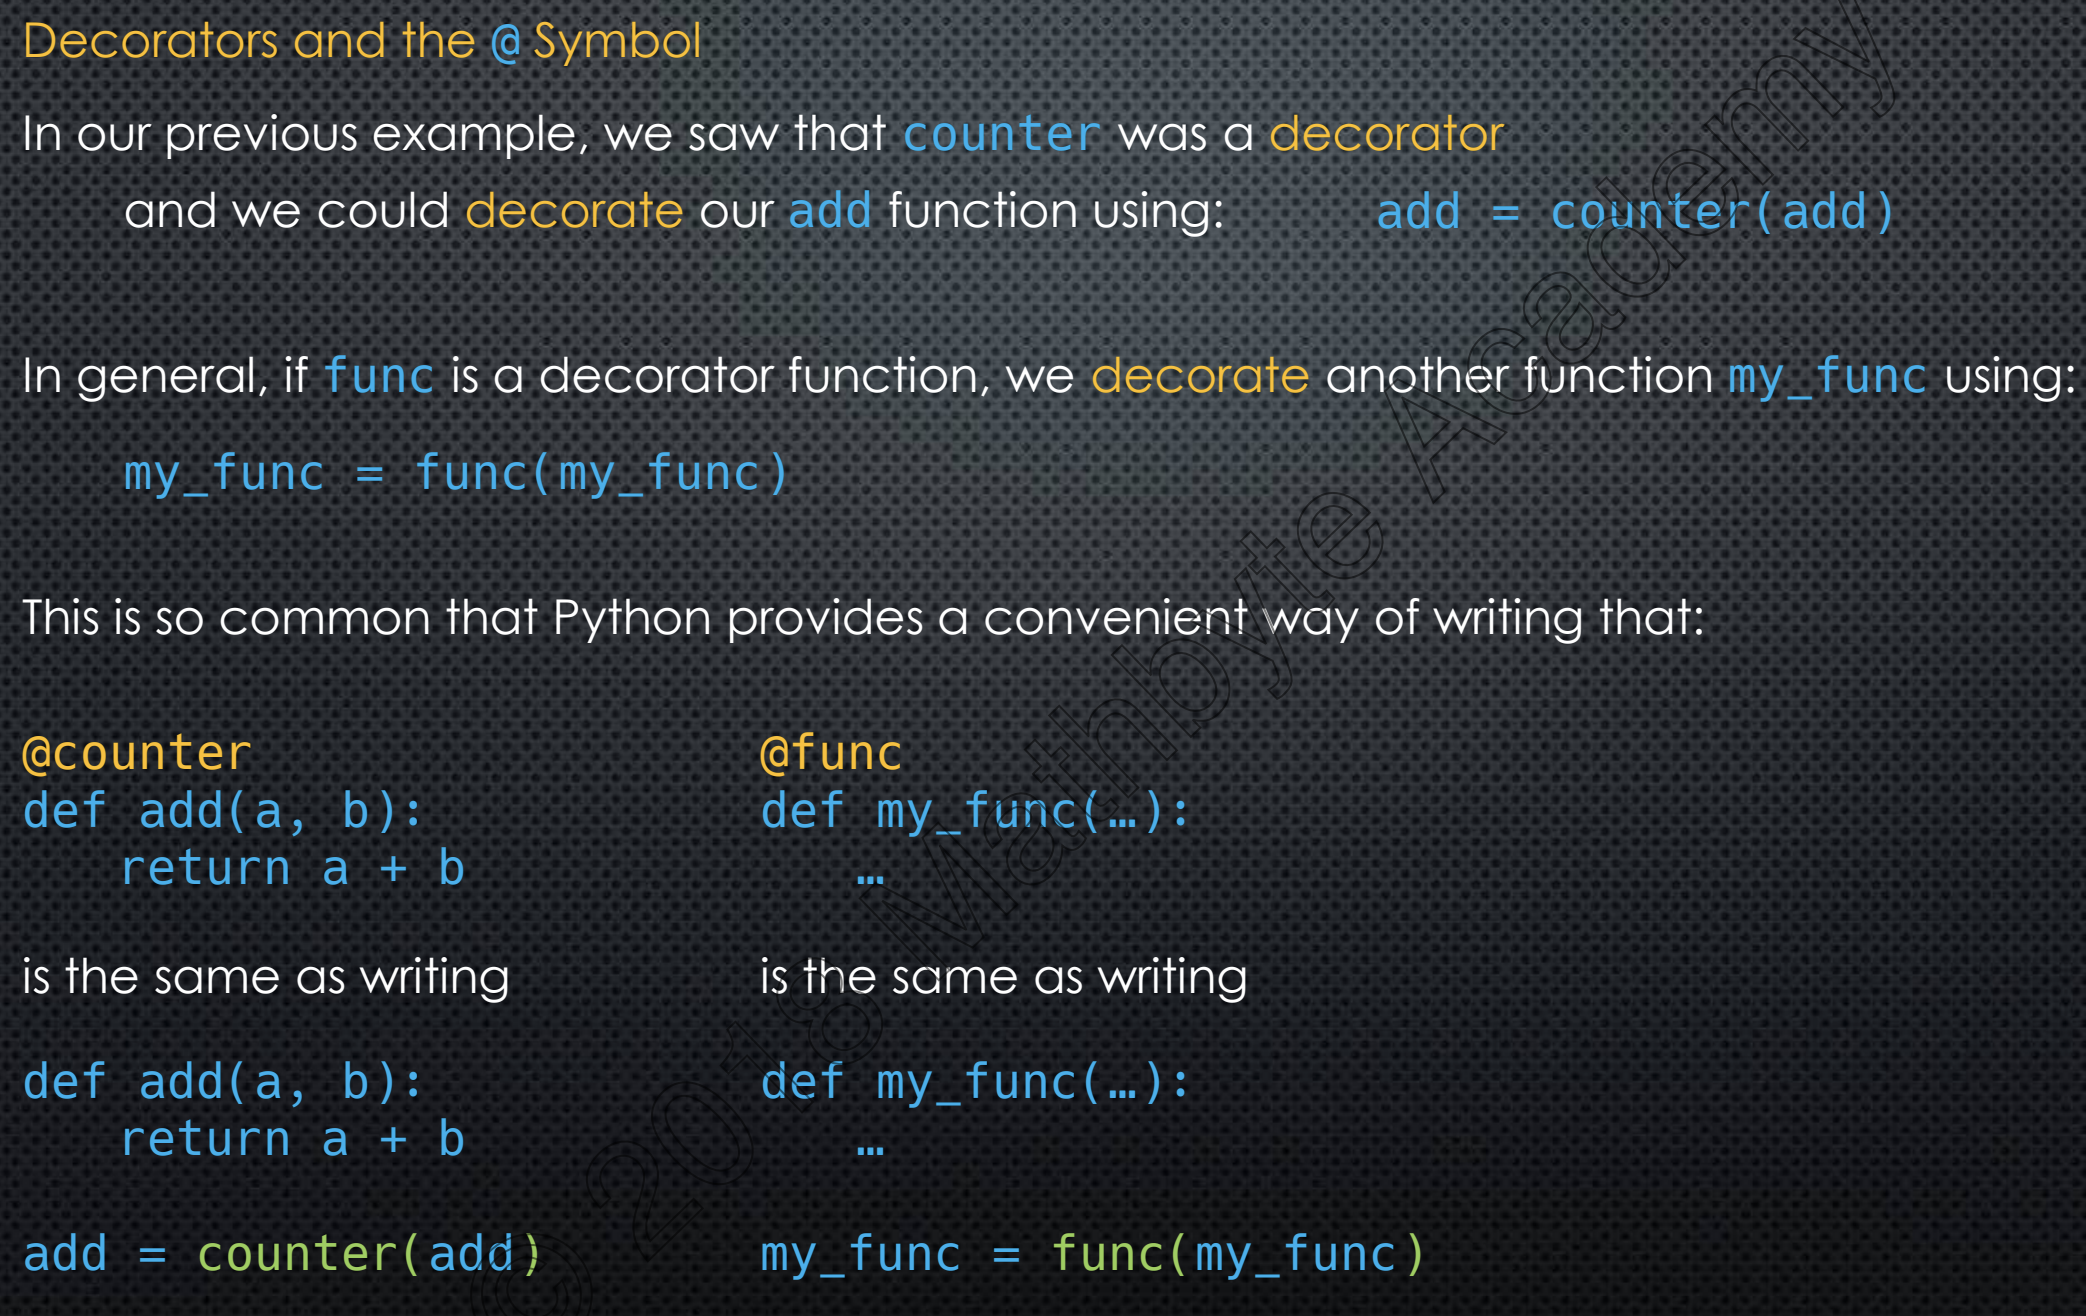 Decorators and the @ Symbol
In our previous example, we saw that counter was a decorator
and we could decorate our add function using: add = counter(add)
In general, if func is a decorator function, we decorate another function my_func using:
my_func = func(my_func)
This is so common that Python provides a convenient way of writing that:
@counter
def add(a, b):
return a + b
is the same as writing
def add(a, b):
return a + b
add = counter(add)
@func
def my_func(…):
…
is the same as writing
def my_func(…):
…
my_func = func(my_func)
© 2018 Mathbyte Academy